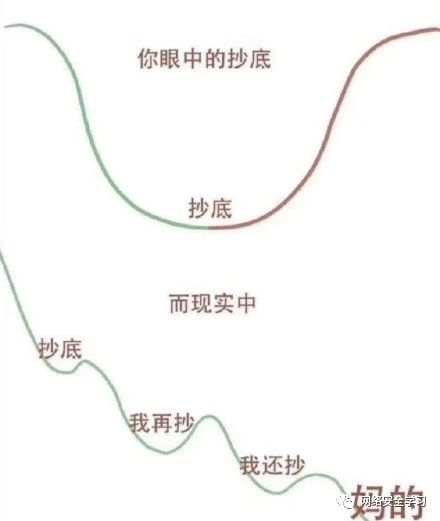 你眼中的抄底
抄底
而现实中
抄底
我再抄
我还抄
妈的
网络安全学习